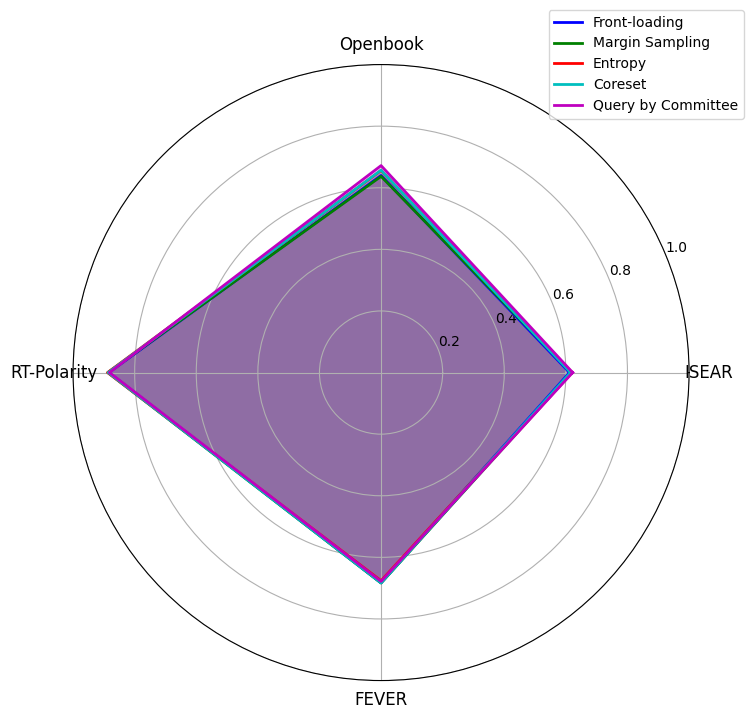 Front-loading
Margin Sampling
Entropy
Coreset
Query by Committee
Openbook
1.0
0.8
0.6
0.4
0.2
RT-Polarity
ISEAR
FEVER